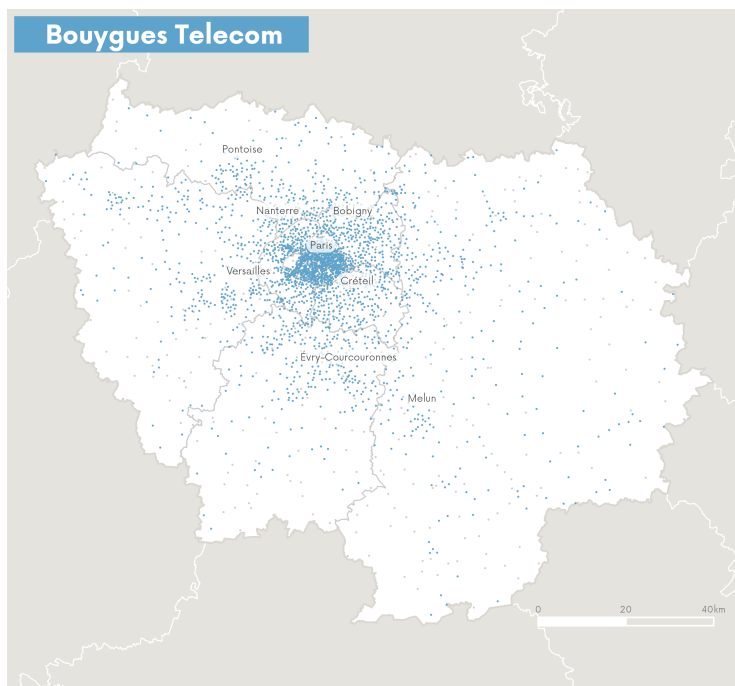 Bouygues Telecom
Pontoise
Nanterre
Bobigny
Paris
Versailles
Créteil
Évry-Courcouronnes
Melun
0 20 40km